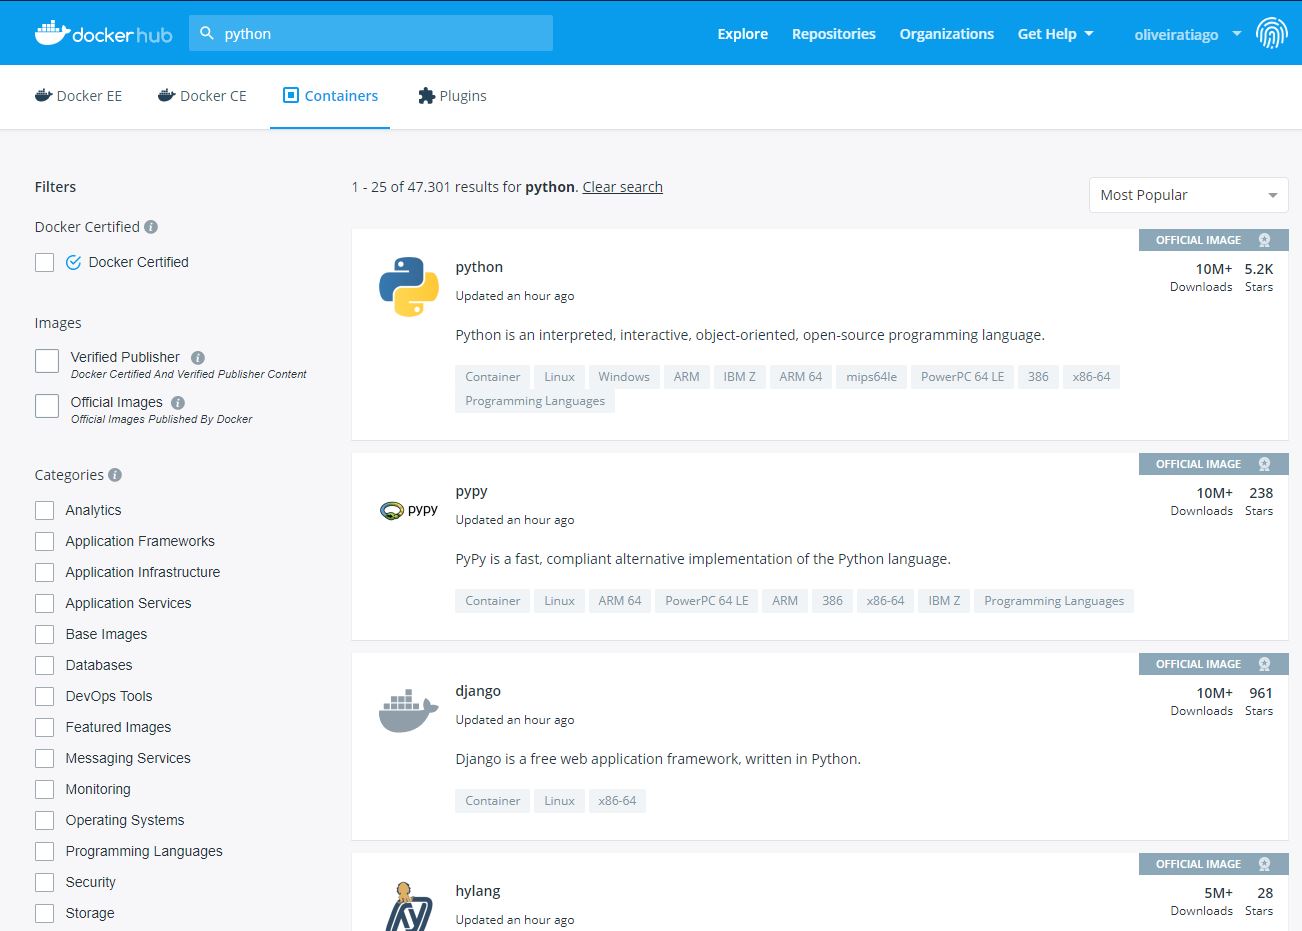 dockerhub
python
Explore Repositories Organizations Get Help oliveiratiago
Docker EE Docker CE Containers Plugins
Filters
Docker Certified
Docker Certified
Images
Verified Publisher
Docker Certified And Verified Publisher Content
Official Images
Official Images Published By Docker
Categories
Analytics
Application Frameworks
Application Infrastructure
Application Services
Base Images
Databases
DevOps Tools
Featured Images
Messaging Services
Monitoring
Operating Systems
Programming Languages
Security
Storage
1 - 25 of 47.301 results for python. Clear search
Most Popular
OFFICIAL IMAGE
python
10M+ 5.2K
Downloads Stars
Updated an hour ago
Python is an interpreted, interactive, object-oriented, open-source programming language.
Container Linux Windows ARM IBM Z ARM 64 mips64le PowerPC 64 LE 386 x86-64
Programming Languages
OFFICIAL IMAGE
pypy
pypy
10M+ 238
Downloads Stars
Updated an hour ago
PyPy is a fast, compliant alternative implementation of the Python language.
Container Linux ARM 64 PowerPC 64 LE ARM 386 x86-64 IBM Z Programming Languages
OFFICIAL IMAGE
django
10M+ 961
Downloads Stars
Updated an hour ago
Django is a free web application framework, written in Python.
Container Linux x86-64
OFFICIAL IMAGE
hylang
5M+ 28
Downloads Stars
Updated an hour ago